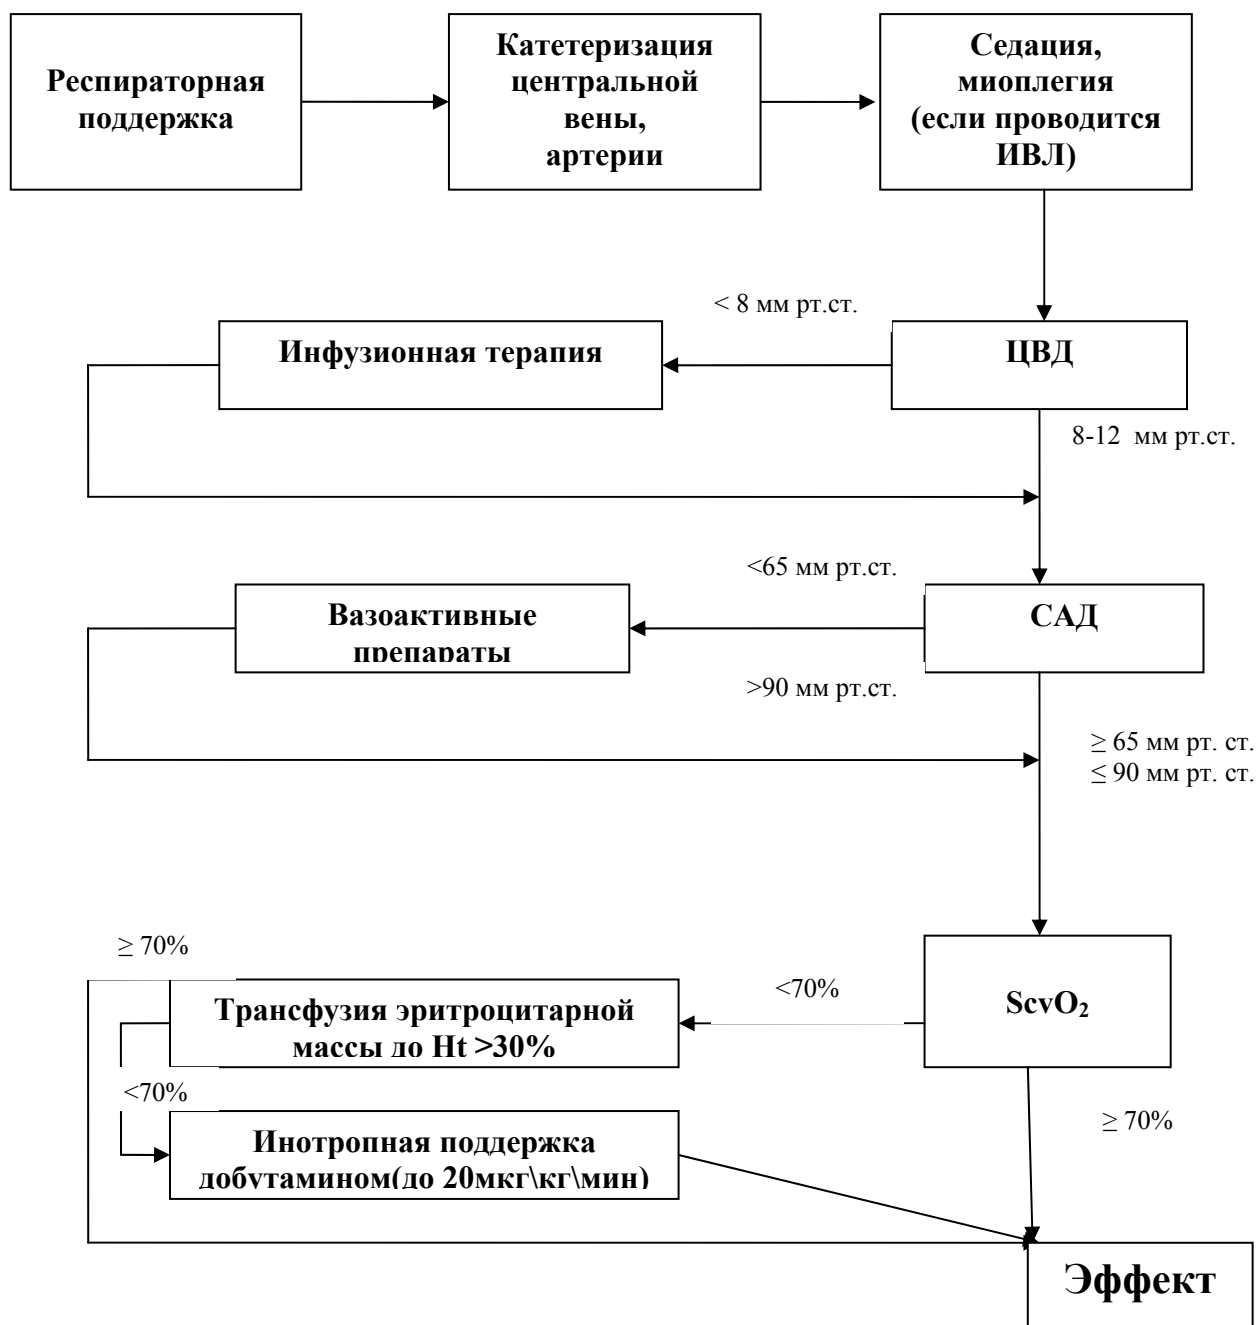 Респираторная
поддержка
Катетеризация
центральной
вены,
артерии
Седация,
миоплегия
(если проводится
ИВЛ)
< 8 мм рт.ст.
Инфузионная терапия
ЦВД
8-12 мм рт.ст.
<65 мм рт.ст.
Вазоактивные
препараты
САД
>90 мм рт.ст.
≥ 65 мм рт. ст.
≤ 90 мм рт. ст.
≥ 70%
<70%
Трансфузия эритроцитарной
массы до Ht >30%
ScvO₂
<70%
≥ 70%
Инотропная поддержка
добутамином(до 20мкг\кг\мин)
Эффект